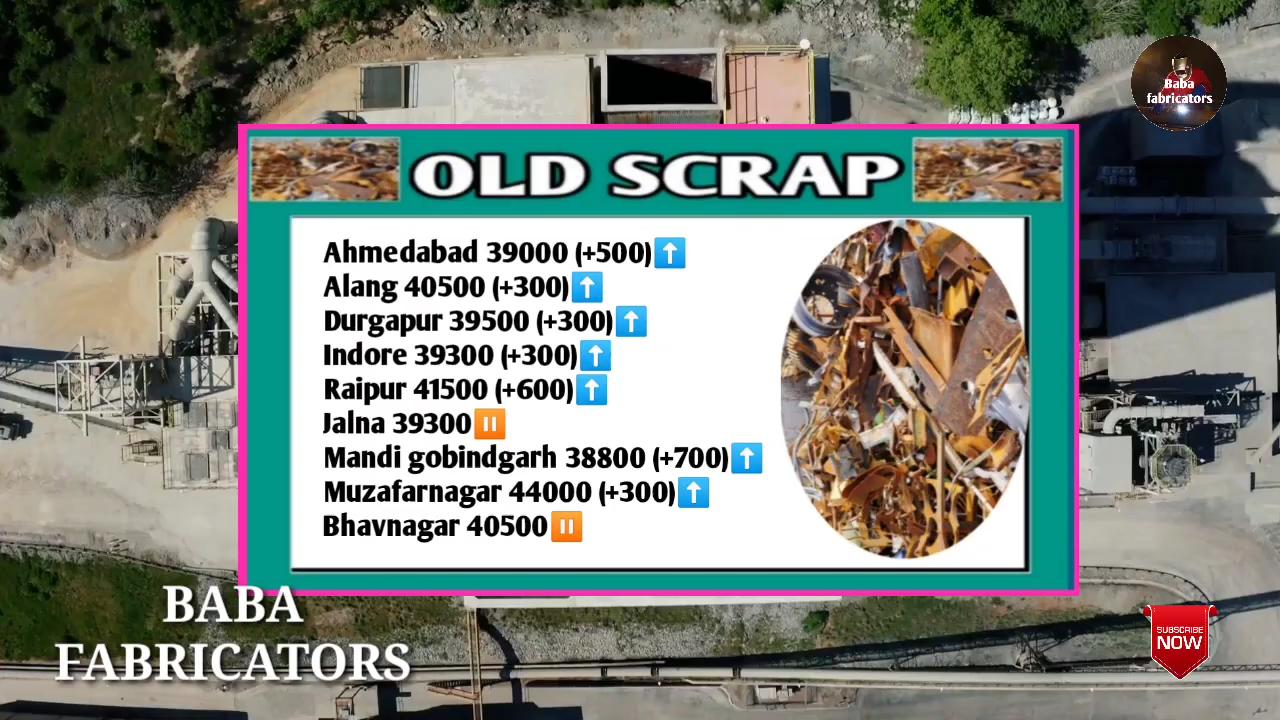 Baba
fabricators
OLD SCRAP
Ahmedabad 39000 (+500)⬆️
Alang 40500 (+300)⬆️
Durgapur 39500 (+300)⬆️
Indore 39300 (+300)⬆️
Raipur 41500 (+600)⬆️
Jalna 39300⏸️
Mandi gobindgarh 38800 (+700)⬆️
Muzafarnagar 44000 (+300)⬆️
Bhavnagar 40500⏸️
BABA
FABRICATORS
SUBSCRIBE
NOW